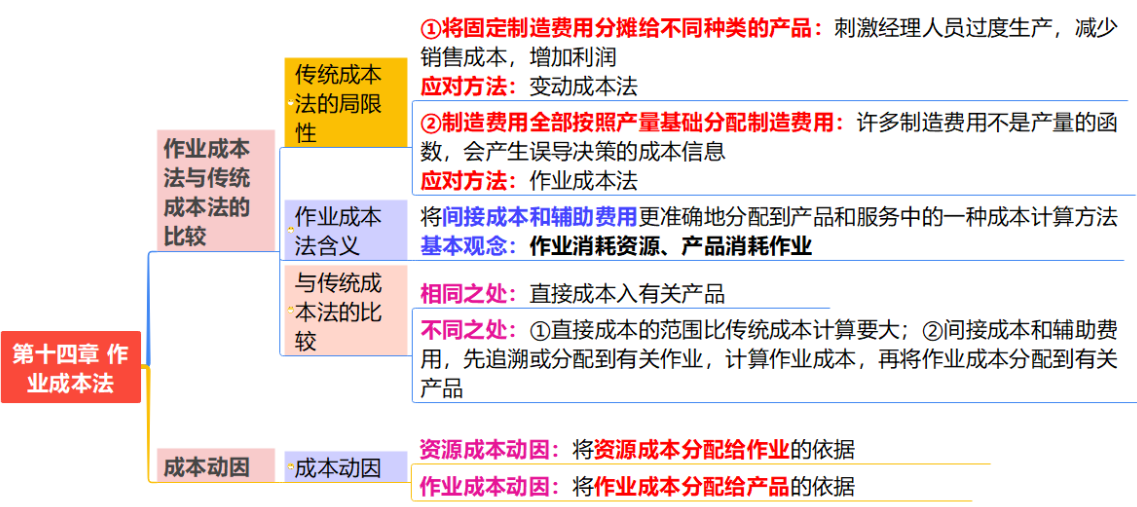 第十四章 作
业成本法
作业成本
法与传统
成本法的
比较
传统成本
法的局限
性
①将固定制造费用分摊给不同种类的产品：刺激经理人员过度生产，减少
销售成本，增加利润
应对方法：变动成本法
②制造费用全部按照产量基础分配制造费用：许多制造费用不是产量的函
数，会产生误导决策的成本信息
应对方法：作业成本法
作业成本
法含义
将间接成本和辅助费用更准确地分配到产品和服务中的一种成本计算方法
基本观念：作业消耗资源、产品消耗作业
与传统成
本法的比
较
相同之处：直接成本入有关产品
不同之处：①直接成本的范围比传统成本计算要大；②间接成本和辅助费
用，先追溯或分配到有关作业，计算作业成本，再将作业成本分配到有关
产品
成本动因
成本动因
资源成本动因：将资源成本分配给作业的依据
作业成本动因：将作业成本分配给产品的依据